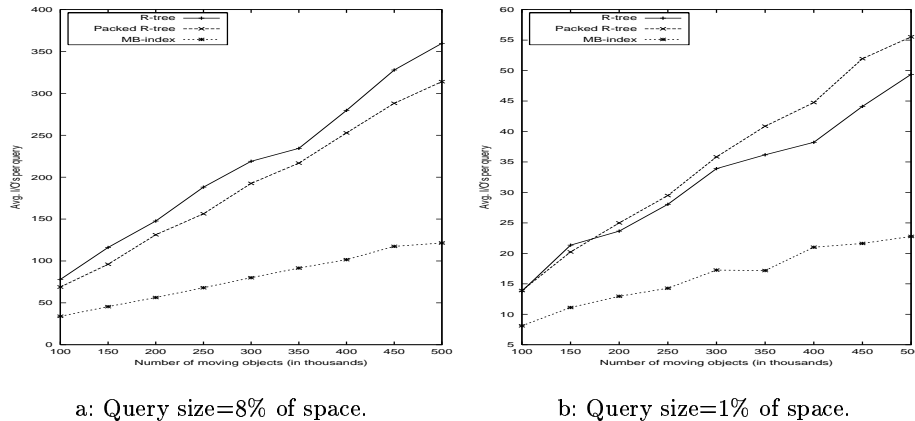 R-tree
Packed R-tree
MB-index
Avg. I/O's per query
400
350
300
250
200
150
100
50
0
100 150 200 250 300 350 400 450 500
Number of moving objects (in thousands)
a: Query size=8% of space.
R-tree
Packed R-tree
MB-index
Avg. I/O's per query
60
55
50
45
40
35
30
25
20
15
10
5
100 150 200 250 300 350 400 450 50
Number of moving objects (in thousands)
b: Query size=1% of space.